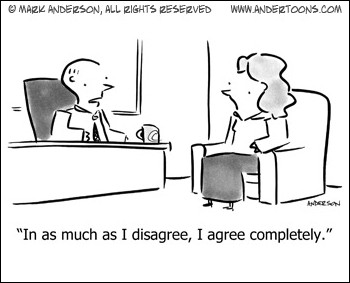 © MARK ANDERSON, ALL RIGHTS RESERVED WWW.ANDERTOONS.COM
ANDERSON
“In as much as I disagree, I agree completely.”